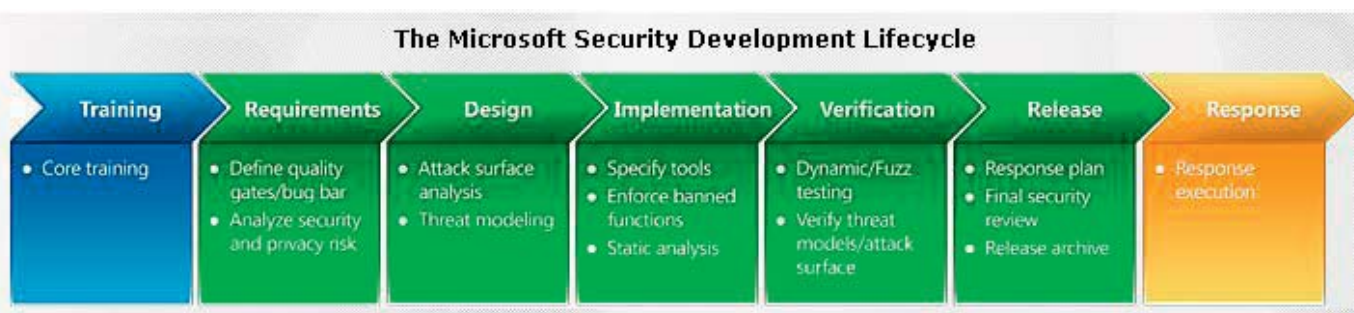 The Microsoft Security Development Lifecycle
Training
• Core training
Requirements
• Define quality
gates/bug bar
• Analyze security
and privacy risk
Design
• Attack surface
analysis
• Threat modeling
Implementation
• Specify tools
• Enforce banned
functions
• Static analysis
Verification
• Dynamic/Fuzz
testing
• Verify threat
models/attack
surface
Release
• Response plan
• Final security
review
• Release archive
Response
• Response
execution